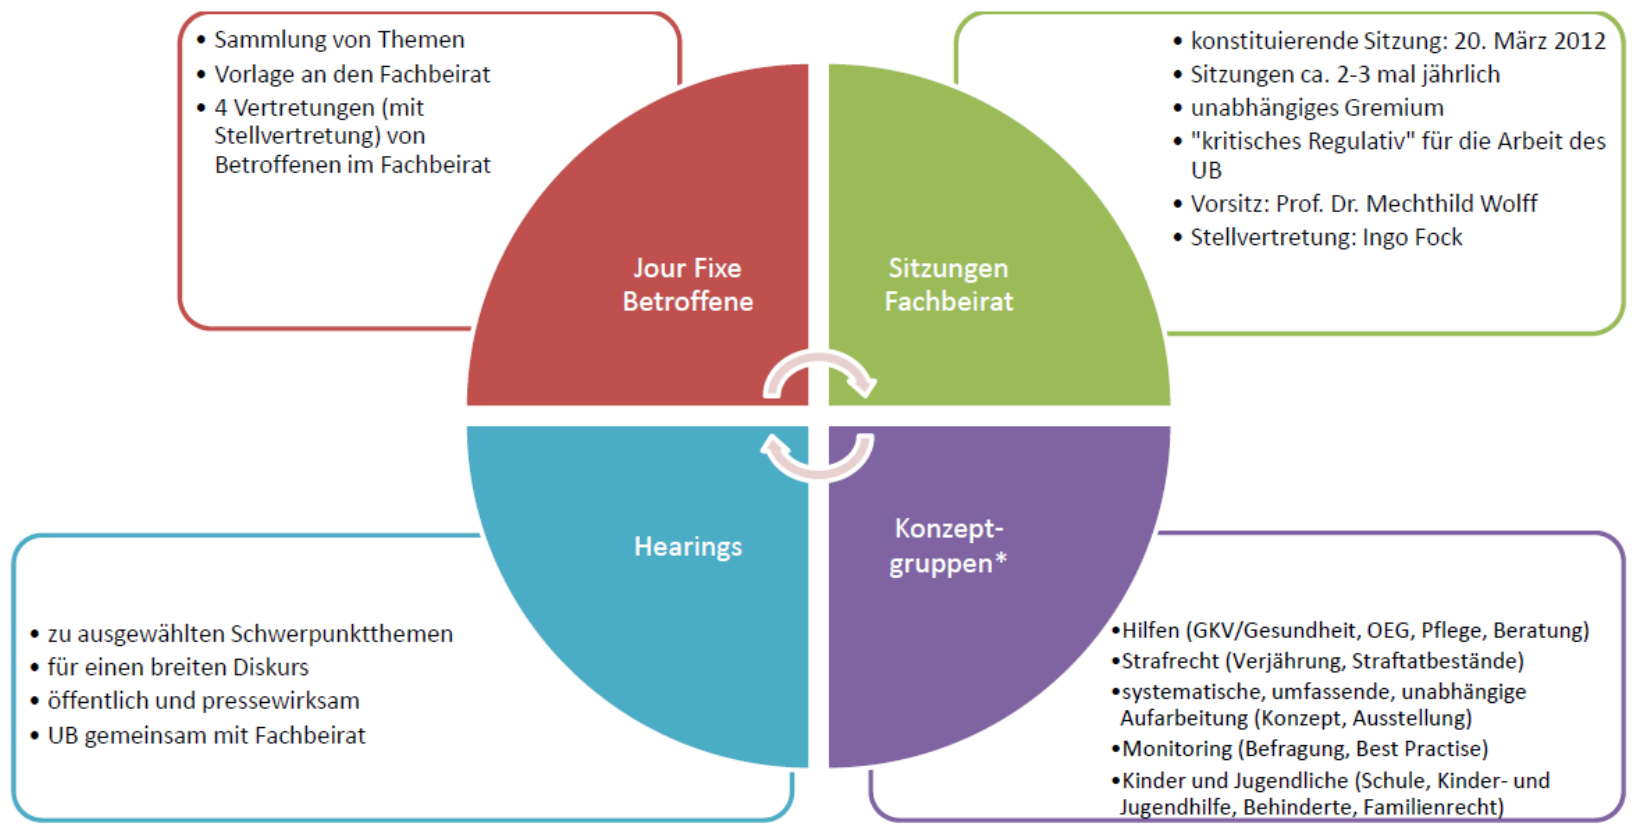 • Sammlung von Themen
• Vorlage an den Fachbeirat
• 4 Vertretungen (mit
Stellvertretung) von
Betroffenen im Fachbeirat
• konstituierende Sitzung: 20. März 2012
• Sitzungen ca. 2-3 mal jährlich
• unabhängiges Gremium
• "kritisches Regulativ" für die Arbeit des
UB
• Vorsitz: Prof. Dr. Mechthild Wolff
• Stellvertretung: Ingo Fock
Jour Fixe
Betroffene
Sitzungen
Fachbeirat
Hearings
Konzept-
gruppen*
• zu ausgewählten Schwerpunktthemen
• für einen breiten Diskurs
• öffentlich und pressewirksam
• UB gemeinsam mit Fachbeirat
•Hilfen (GKV/Gesundheit, OEG, Pflege, Beratung)
•Strafrecht (Verjährung, Straftatbestände)
•systematische, umfassende, unabhängige
Aufarbeitung (Konzept, Ausstellung)
•Monitoring (Befragung, Best Practise)
•Kinder und Jugendliche (Schule, Kinder- und
Jugendhilfe, Behinderte, Familienrecht)